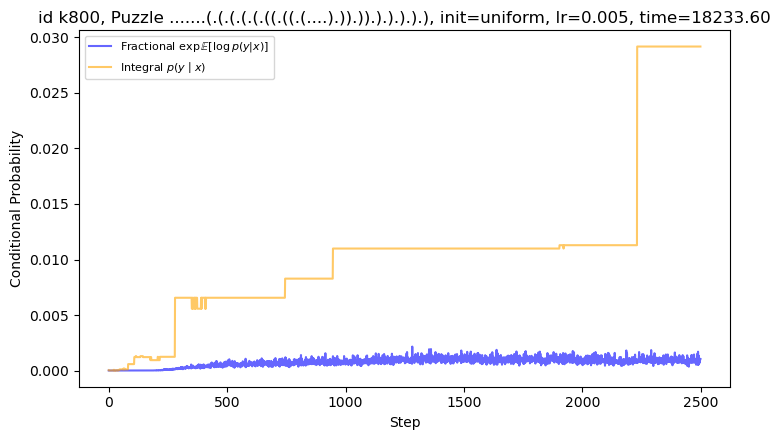 id k800, Puzzle .......(.(.(.(.(.((.((.(....).)).)).).).).).).), init=uniform, lr=0.005, time=18233.60
0.030
0.025
0.020
0.015
0.010
0.005
0.000
Conditional Probability
Fractional exp𝔼[log p(y|x)]
Integral p(y | x)
0
500
1000
1500
2000
2500
Step